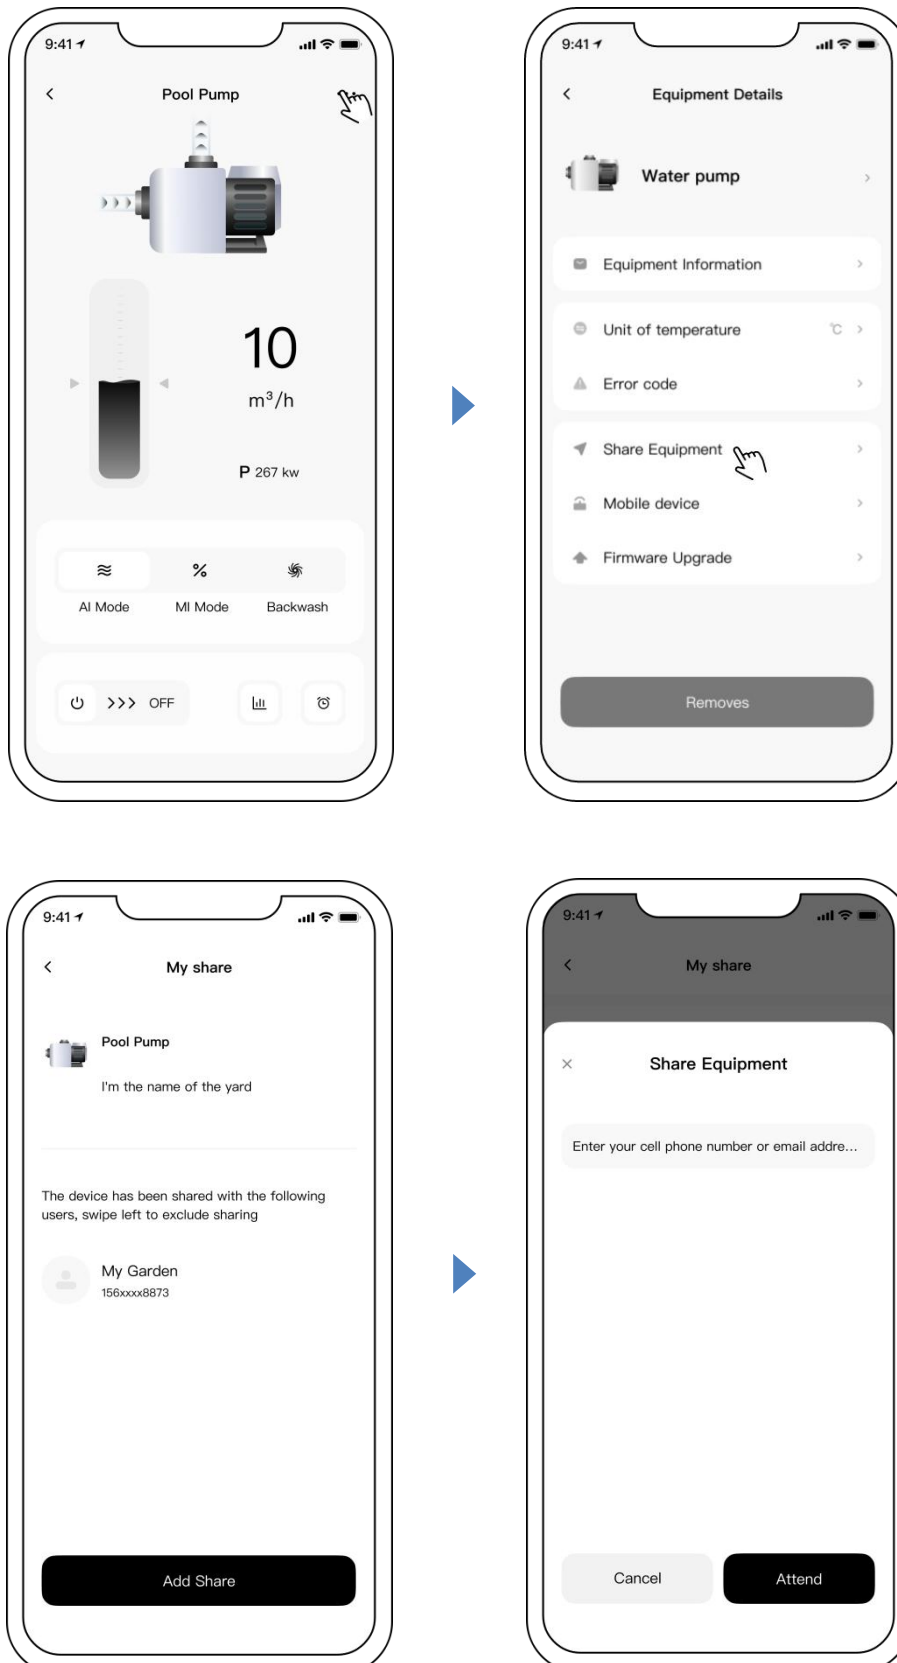 9:41
Pool Pump
10
m³/h
P 267 kw
AI Mode
MI Mode
Backwash
OFF
9:41
Equipment Details
Water pump
Equipment Information
Unit of temperature
℃
Error code
Share Equipment
Mobile device
Firmware Upgrade
Removes
9:41
My share
Pool Pump
I'm the name of the yard
The device has been shared with the following
users, swipe left to exclude sharing
My Garden
156xxxx8873
Add Share
9:41
My share
Share Equipment
Enter your cell phone number or email addre...
Cancel
Attend